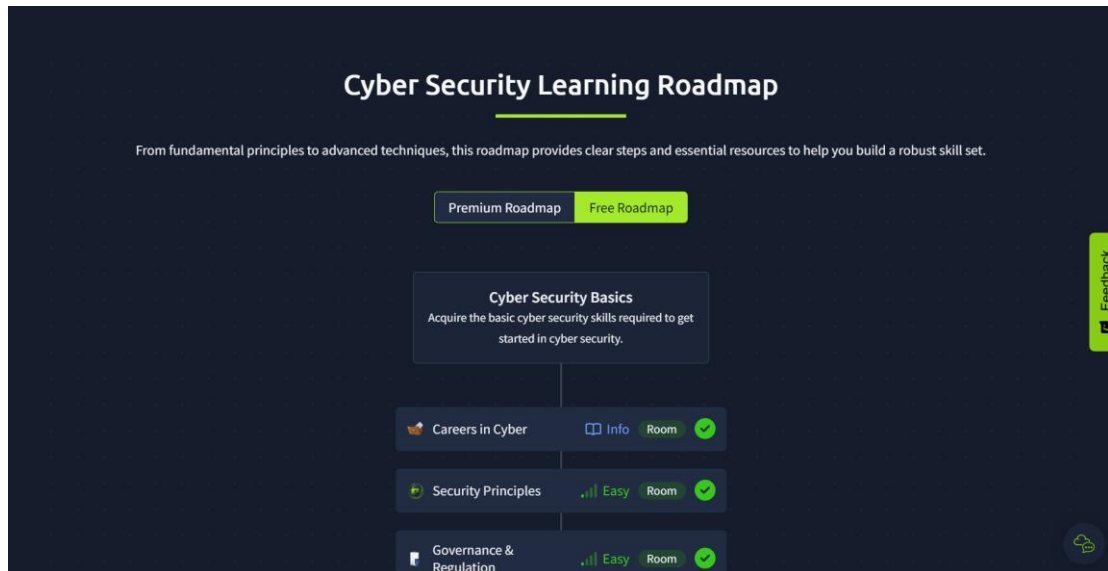 Cyber Security Learning Roadmap
From fundamental principles to advanced techniques, this roadmap provides clear steps and essential resources to help you build a robust skill set.
Premium Roadmap
Free Roadmap
Feedback
Cyber Security Basics
Acquire the basic cyber security skills required to get
started in cyber security.
Careers in Cyber Info Room
Security Principles Easy Room
Governance &
Regulation Easy Room